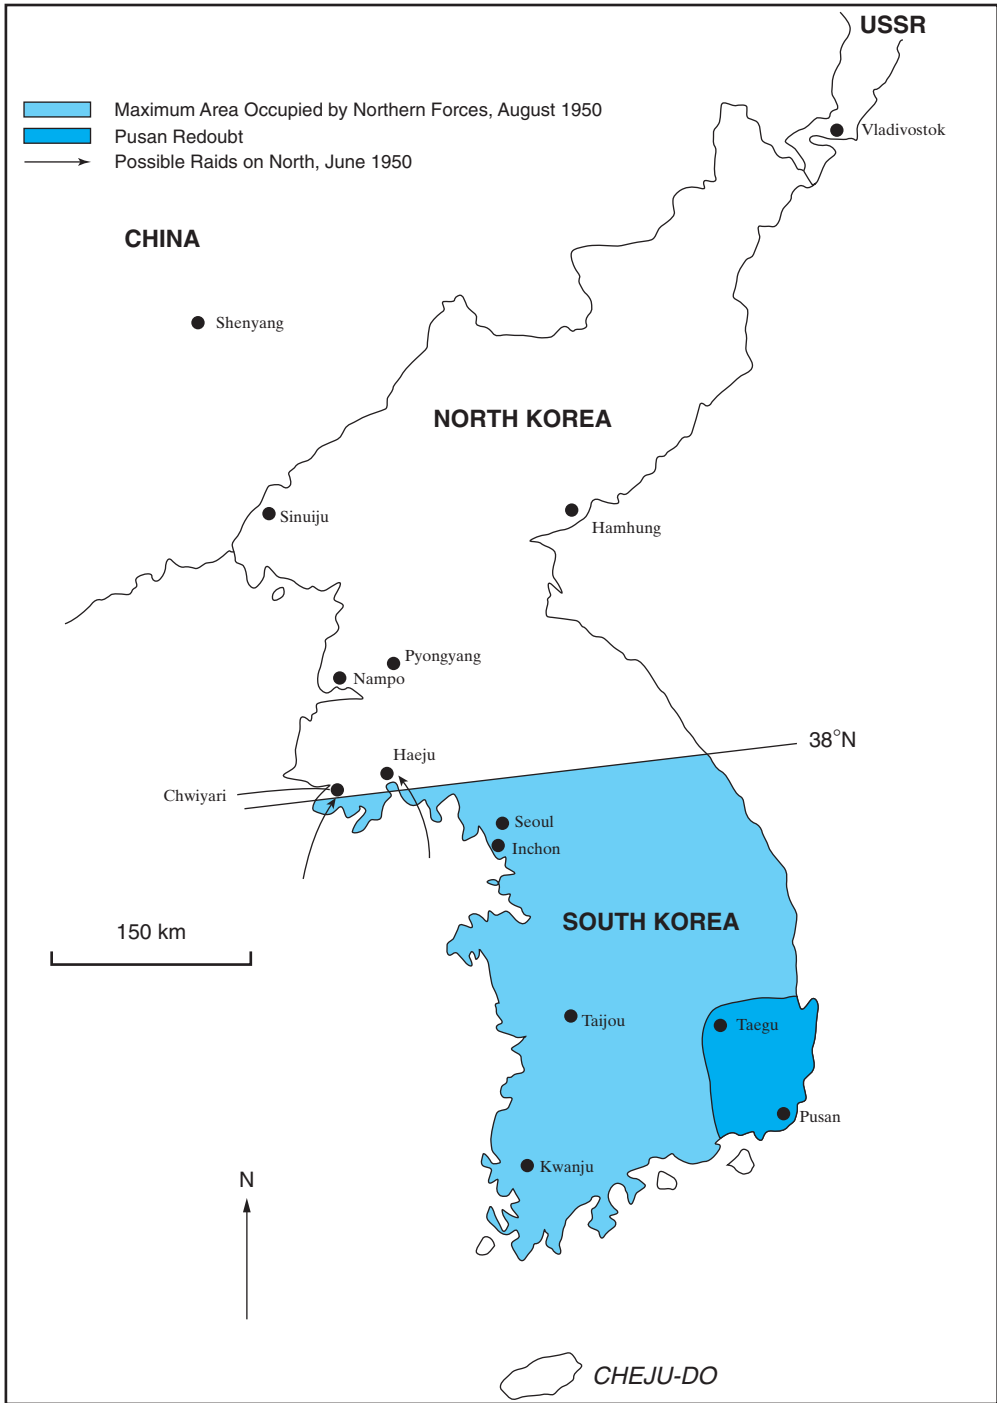 USSR
Maximum Area Occupied by Northern Forces, August 1950
Pusan Redoubt
Possible Raids on North, June 1950
Vladivostok
CHINA
Shenyang
NORTH KOREA
Sinuiju
Hamhung
Pyongyang
Nampo
38°N
Haeju
Chwiyari
Seoul
Inchon
SOUTH KOREA
150 km
Taijou
Taegu
Pusan
Kwanju
N
CHEJU-DO